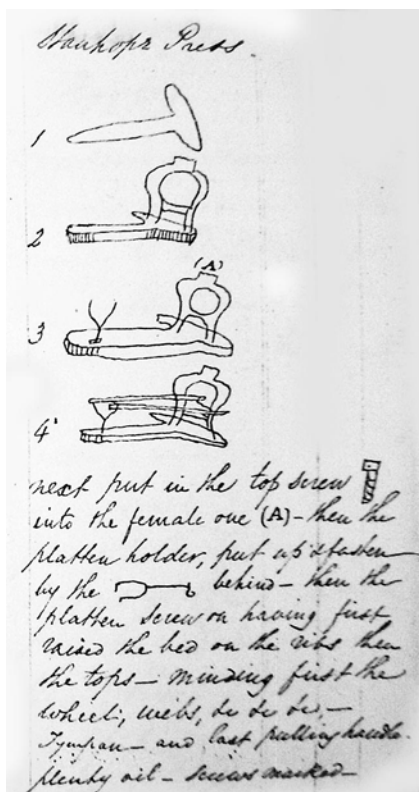 Stanhope Press.
1
2
(A)
3
4
next put in the top screw
into the female one (A) – then the
platten holder, put up & fasten
by the behind – then the
platten screw on having first
raised the bed on the ribs then
the tops – minding first the
wheel, webs, &c &c &c, –
Tympan – and last pulling handle.
plenty oil – screws marked –